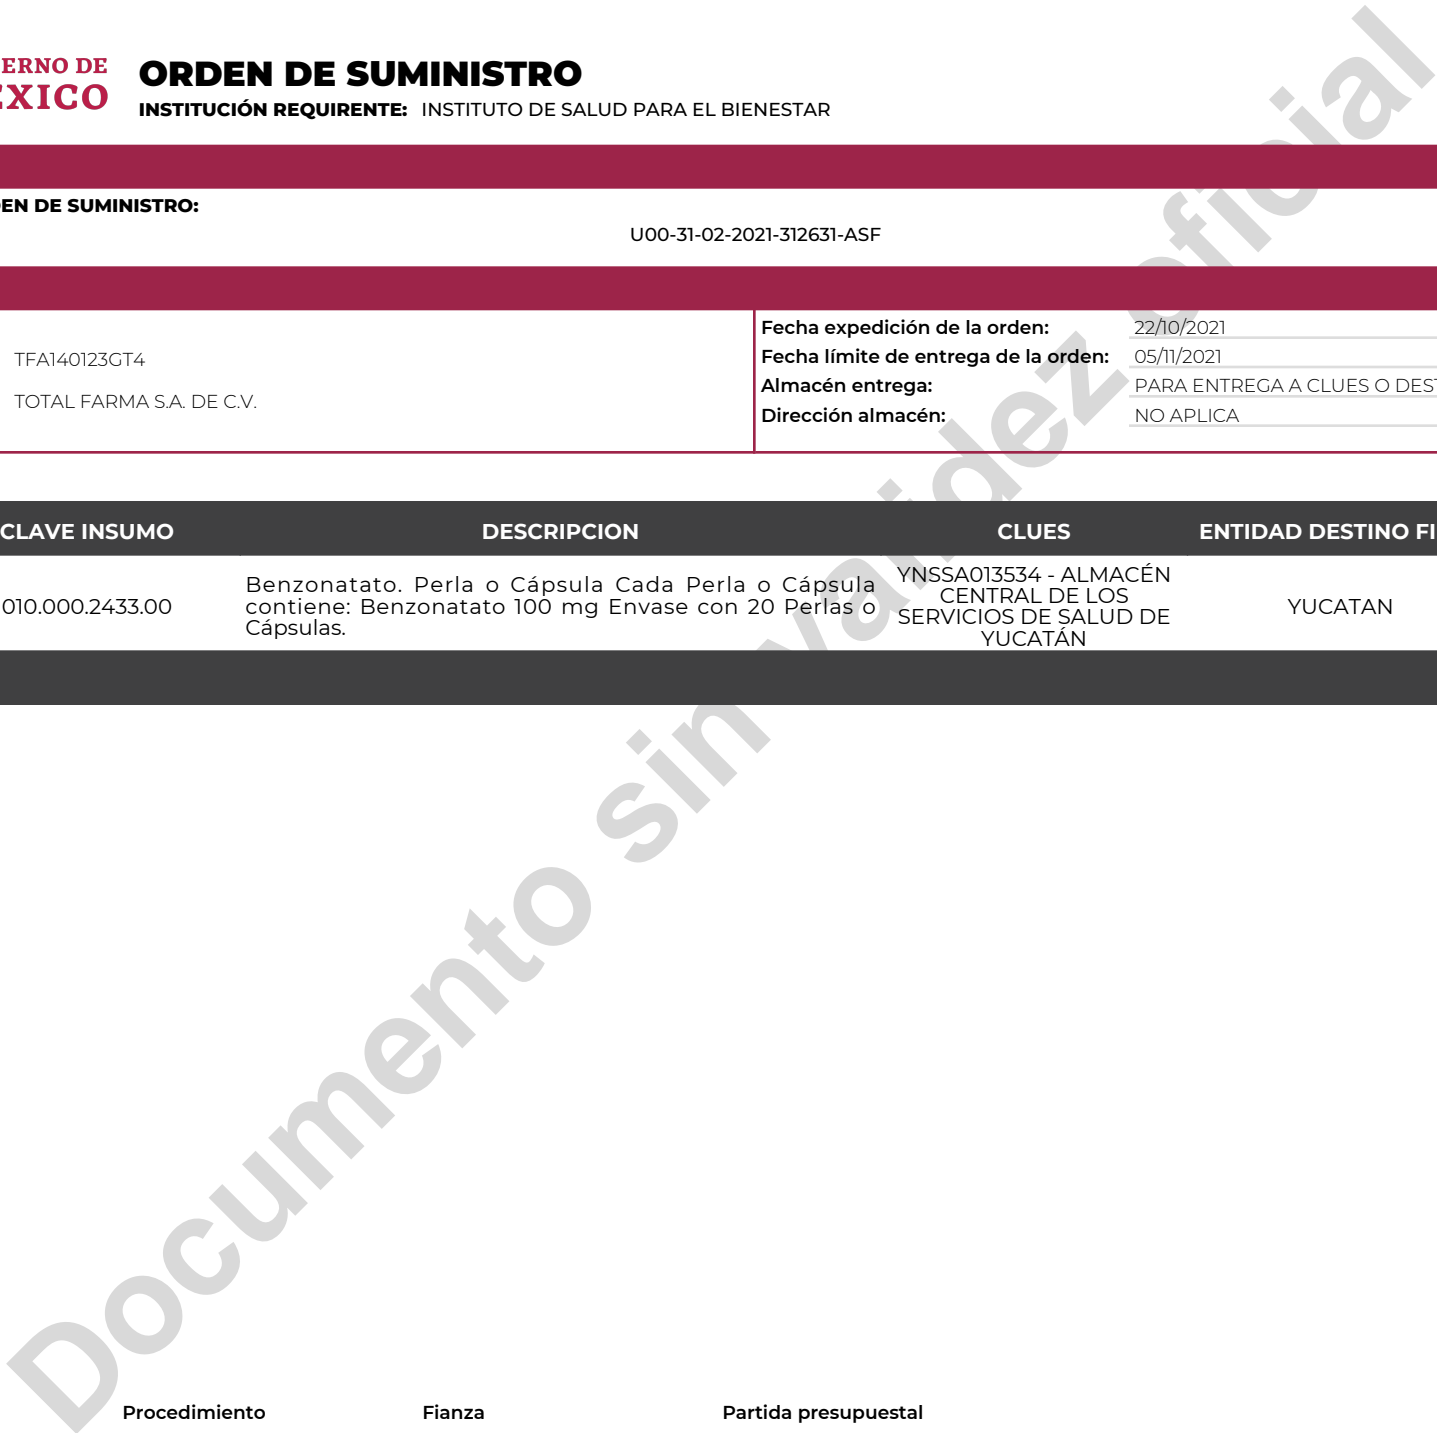 ERNO DE
EXICO
ORDEN DE SUMINISTRO
INSTITUCIÓN REQUIRENTE: INSTITUTO DE SALUD PARA EL BIENESTAR
EN DE SUMINISTRO:
U00-31-02-2021-312631-ASF
TFA140123GT4
TOTAL FARMA S.A. DE C.V.
Fecha expedición de la orden: 22/10/2021
Fecha límite de entrega de la orden: 05/11/2021
Almacén entrega: PARA ENTREGA A CLUES O DEST
Dirección almacén: NO APLICA
CLAVE INSUMO DESCRIPCION CLUES ENTIDAD DESTINO FI
010.000.2433.00
Benzonatato. Perla o Cápsula Cada Perla o Cápsula
contiene: Benzonatato 100 mg Envase con 20 Perlas o
Cápsulas.
YNSSA013534 - ALMACÉN
CENTRAL DE LOS
SERVICIOS DE SALUD DE
YUCATÁN
YUCATAN
Documento sin validez oficial
Procedimiento Fianza Partida presupuestal